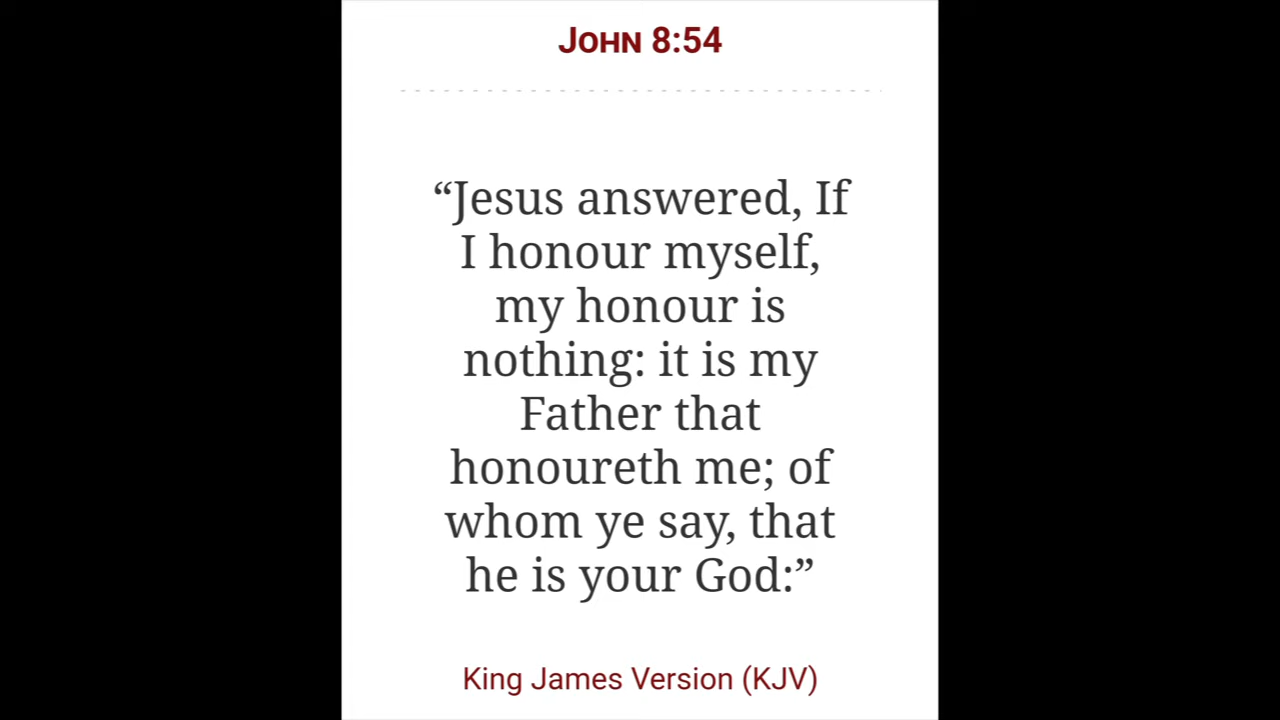 John 8:54
“Jesus answered, If
I honour myself,
my honour is
nothing: it is my
Father that
honoureth me; of
whom ye say, that
he is your God:”
King James Version (KJV)